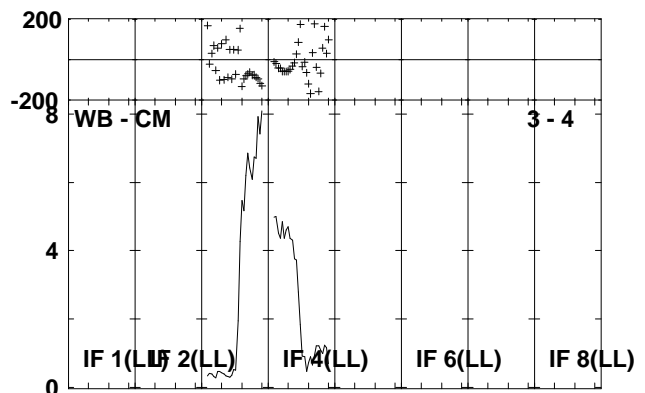 200
-200
8
WB - CM
3 - 4
4
IF 1(LL)
IF 2(LL)
IF 4(LL)
IF 6(LL)
IF 8(LL)
0